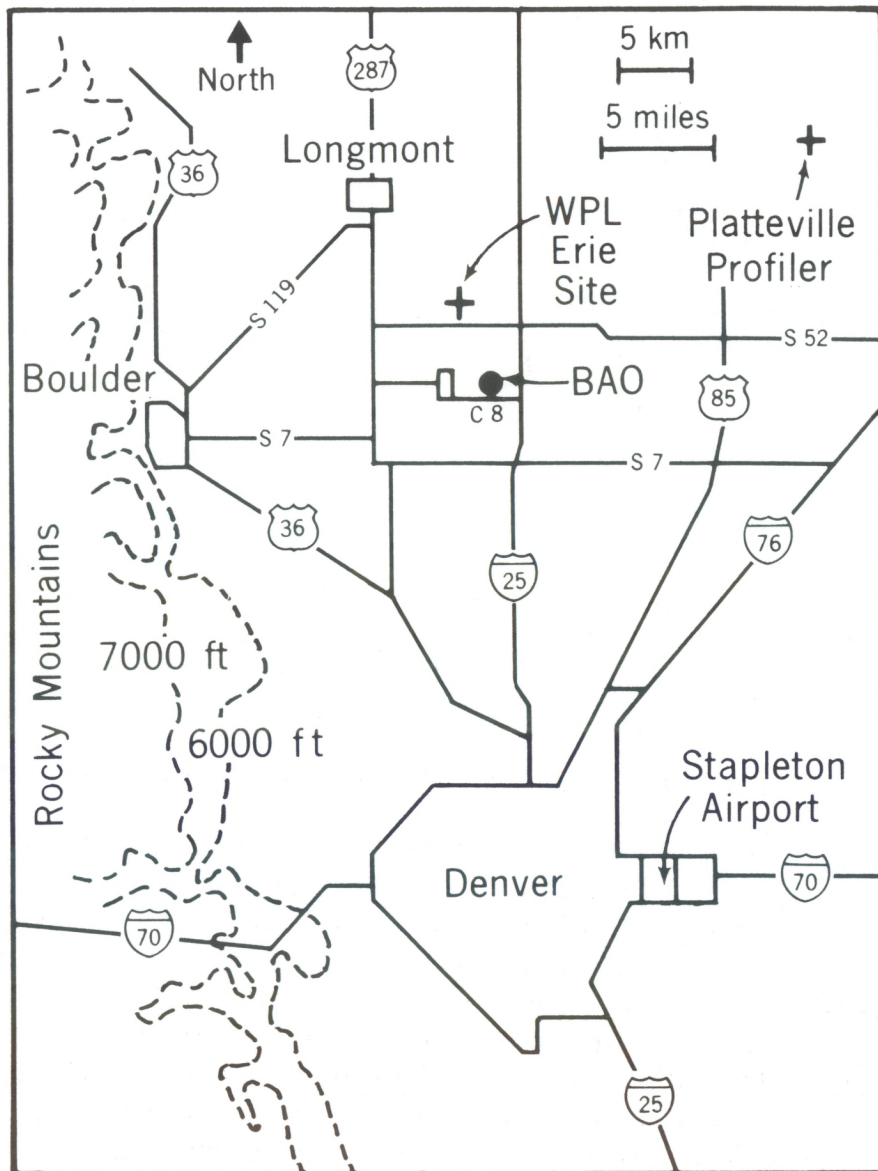 North
287
5 km
5 miles
36
Longmont
WPL
Erie
Site
Platteville
Profiler
S 119
S 52
Boulder
BAO
C 8
85
S 7
S 7
36
25
76
Rocky Mountains
7000 ft
6000 ft
Stapleton
Airport
Denver
70
70
25